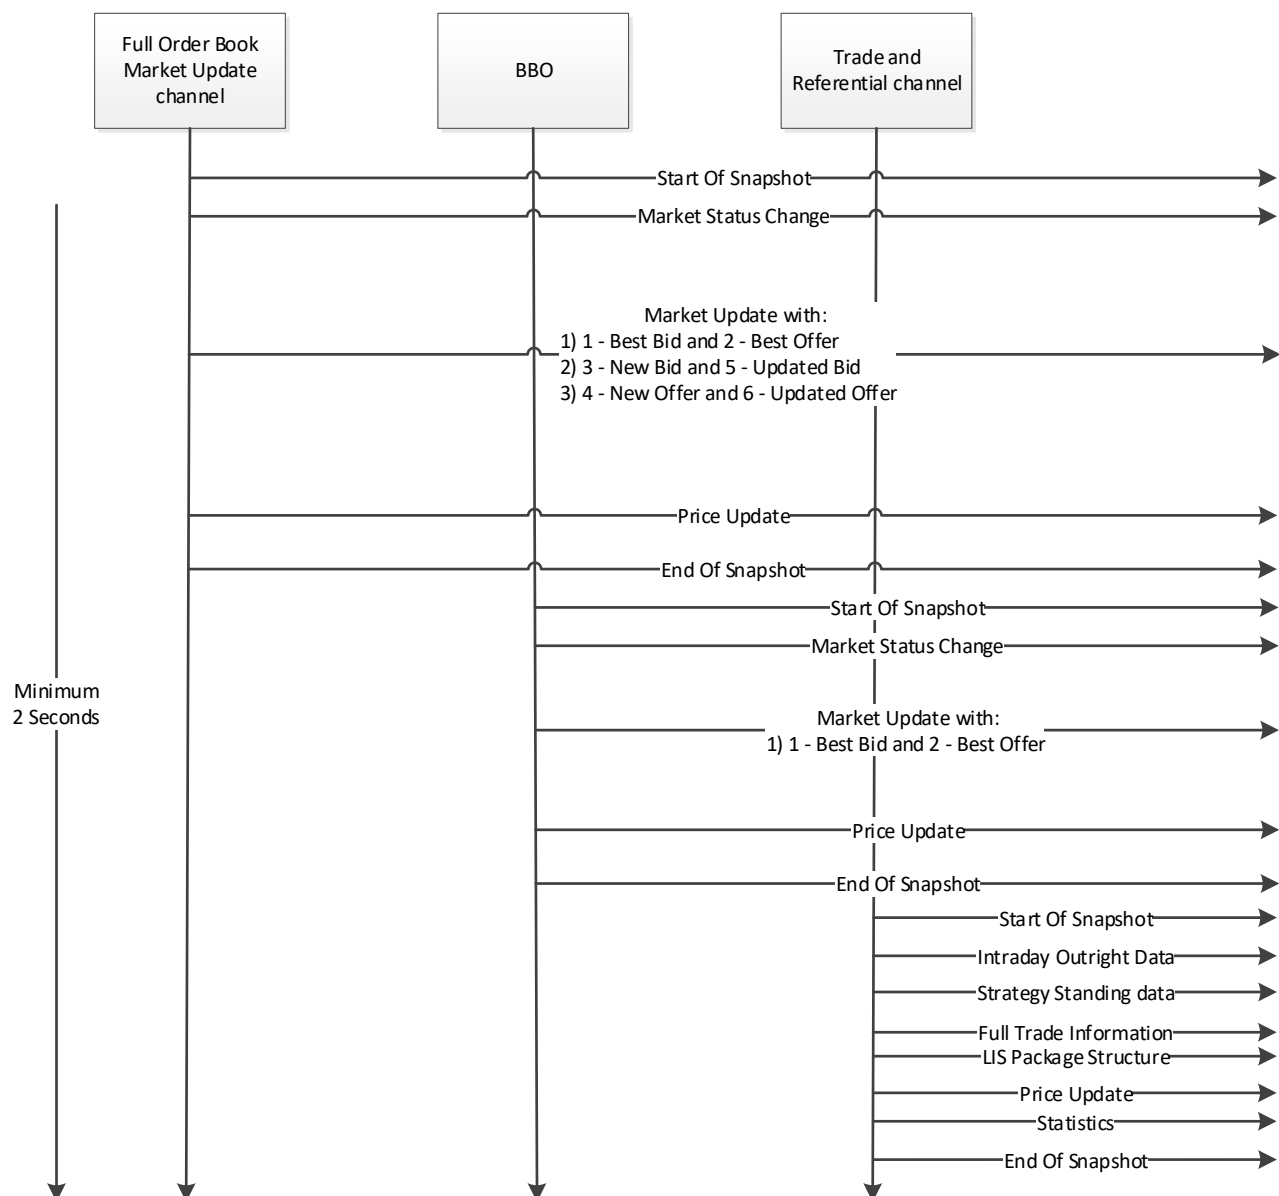 Full Order Book
Market Update
channel
BBO
Trade and
Referential channel
Start Of Snapshot
Market Status Change
Market Update with:
1) 1 - Best Bid and 2 - Best Offer
2) 3 - New Bid and 5 - Updated Bid
3) 4 - New Offer and 6 - Updated Offer
Price Update
End Of Snapshot
Start Of Snapshot
Market Status Change
Minimum
2 Seconds
Market Update with:
1) 1 - Best Bid and 2 - Best Offer
Price Update
End Of Snapshot
Start Of Snapshot
Intraday Outright Data
Strategy Standing data
Full Trade Information
LIS Package Structure
Price Update
Statistics
End Of Snapshot